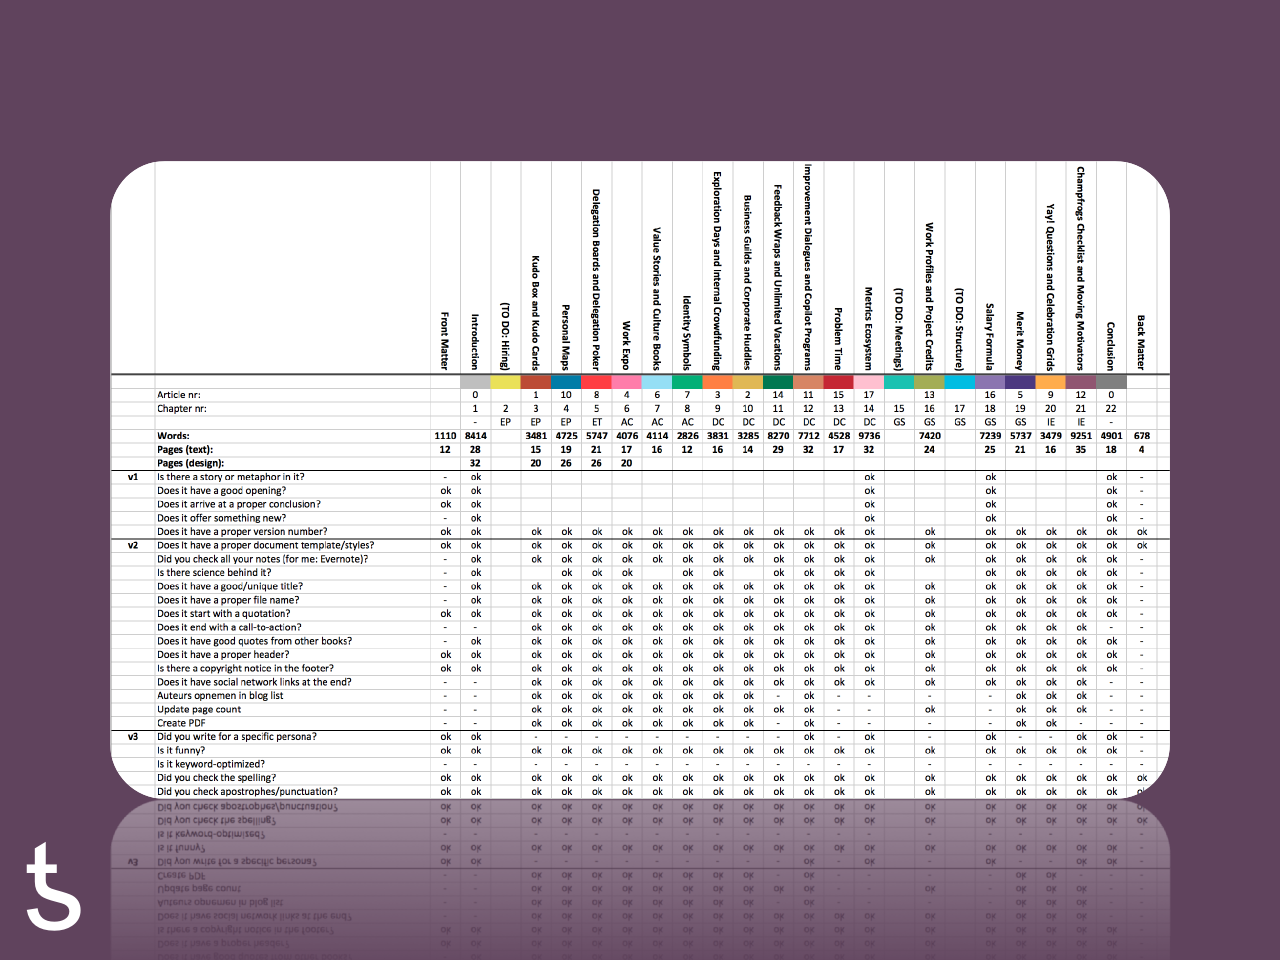 Front Matter
Introduction
(TO DO: Hiring)
Kudo Box and Kudo Cards
Personal Maps
Delegation Boards and Delegation Poker
Work Expo
Value Stories and Culture Books
Identity Symbols
Exploration Days and Internal Crowdfunding
Business Guilds and Corporate Huddles
Feedback Wraps and Unlimited Vacations
Improvement Dialogues and Copilot Programs
Problem Time
Metrics Ecosystem
(TO DO: Meetings)
Work Profiles and Project Credits
(TO DO: Structure)
Salary Formula
Merit Money
Yay! Questions and Celebration Grids
Champfrogs Checklist and Moving Motivators
Conclusion
Back Matter
Article nr: 0 1 10 8 4 6 7 3 2 14 11 15 17 13 16 5 9 12 0
Chapter nr: 1 2 3 4 5 6 7 8 9 10 11 12 13 14 15 16 17 18 19 20 21 22
- EP EP EP ET AC AC AC DC DC DC DC DC DC GS GS GS GS GS IE IE -
Words: 1110 8414 3481 4725 5747 4076 4114 2826 3831 3285 8270 7712 4528 9736 7420 7239 5737 3479 9251 4901 678
Pages (text): 12 28 15 19 21 17 16 12 16 14 29 32 17 32 24 25 21 16 35 18 4
Pages (design): 32 20 26 26 20
v1 Is there a story or metaphor in it? - ok ok ok ok -
Does it have a good opening? ok ok ok ok ok -
Does it arrive at a proper conclusion? ok ok ok ok ok -
Does it offer something new? - ok ok ok ok -
Does it have a proper version number? ok ok ok ok ok ok ok ok ok ok ok ok ok ok ok ok ok ok ok ok ok
v2 Does it have a proper document template/styles? ok ok ok ok ok ok ok ok ok ok ok ok ok ok ok ok ok ok ok ok ok
Did you check all your notes (for me: Evernote)? - ok ok ok ok ok ok ok ok ok ok ok ok ok ok ok ok ok ok ok -
Is there science behind it? - ok ok ok ok ok ok ok ok ok ok ok ok ok ok ok -
Does it have a good/unique title? - ok ok ok ok ok ok ok ok ok ok ok ok ok ok ok ok ok ok ok -
Does it have a proper file name? - ok ok ok ok ok ok ok ok ok ok ok ok ok ok ok ok ok ok ok -
Does it start with a quotation? ok ok ok ok ok ok ok ok ok ok ok ok ok ok ok ok ok ok ok ok -
Does it end with a call-to-action? - - ok ok ok ok ok ok ok ok ok ok ok ok ok ok ok ok ok - -
Does it have good quotes from other books? - ok ok ok ok ok ok ok ok ok ok ok ok ok ok ok ok ok ok ok -
Does it have a proper header? ok ok ok ok ok ok ok ok ok ok ok ok ok ok ok ok ok ok ok ok -
Is there a copyright notice in the footer? ok ok ok ok ok ok ok ok ok ok ok ok ok ok ok ok ok ok ok ok -
Does it have social network links at the end? - - ok ok ok ok ok ok ok ok ok ok ok ok ok ok ok ok ok - -
Auteurs opnemen in blog list - - ok ok ok ok ok ok ok ok - ok - - - - ok ok ok - -
Update page count - - ok ok ok ok ok ok ok ok ok ok - - ok - ok ok ok - -
Create PDF - - ok ok ok ok ok ok ok ok - ok - - - - ok ok - - -
v3 Did you write for a specific persona? ok ok - - - - - - - - - ok - ok - ok - - ok ok -
Is it funny? ok ok ok ok ok ok ok ok ok ok ok ok ok ok ok ok ok ok ok ok -
Is it keyword-optimized? - - - - - - - - - - - - - - - - - - - - -
Did you check the spelling? ok ok ok ok ok ok ok ok ok ok ok ok ok ok ok ok ok ok ok ok ok
Did you check apostrophes/punctuation? ok ok ok ok ok ok ok ok ok ok ok ok ok ok ok ok ok ok ok ok ok